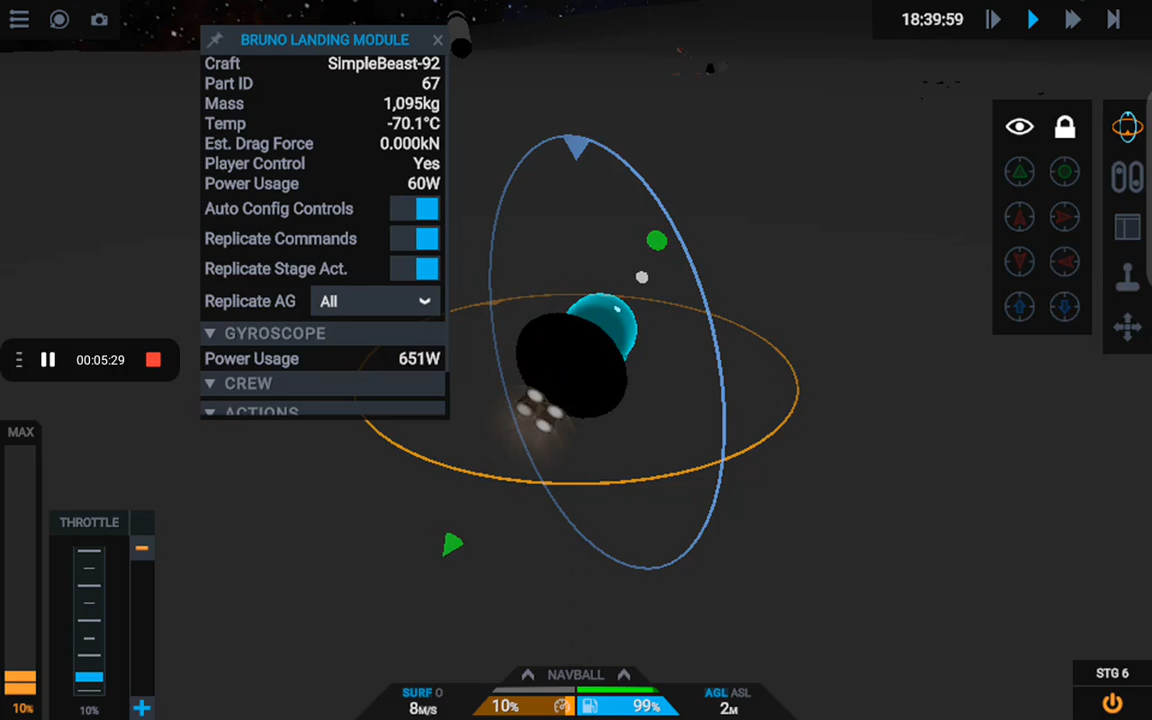 18:39:59
BRUNO LANDING MODULE
Craft SimpleBeast-92
Part ID 67
Mass 1,095kg
Temp -70.1°C
Est. Drag Force 0.000kN
Player Control Yes
Power Usage 60W
Auto Config Controls
Replicate Commands
Replicate Stage Act.
Replicate AG All
GYROSCOPE
Power Usage 651W
CREW
ACTIONS
00:05:29
MAX
10%
THROTTLE
10%
NAVBALL
SURF O
8M/S
10%
99%
AGL ASL
2M
STG 6